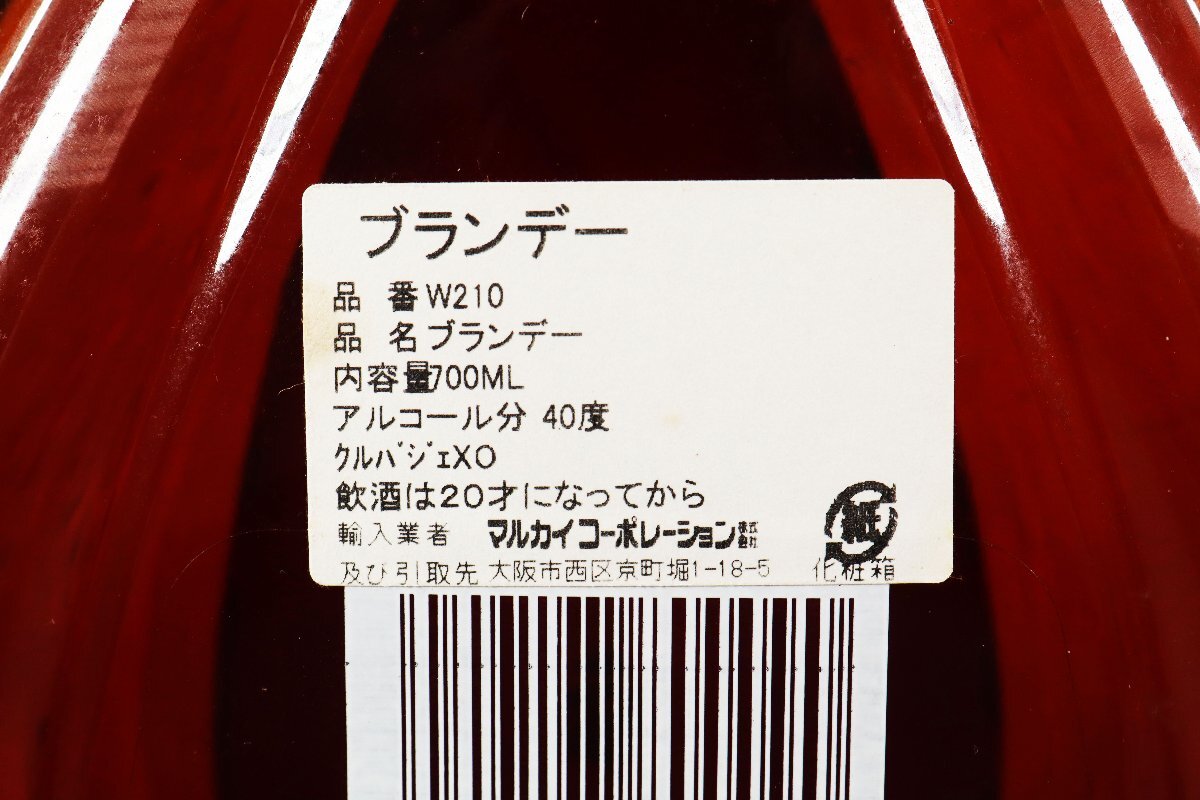 ブランデー
品 番 W210
品 名 ブランデー
内容量700ML
アルコール分 40度
ｸﾙﾊﾞｼﾞｪXO
飲酒は20才になってから
輸入業者 マルカイコーポレーション株式会社
及び引取先 大阪市西区京町堀1-18-5
紙
化粧箱